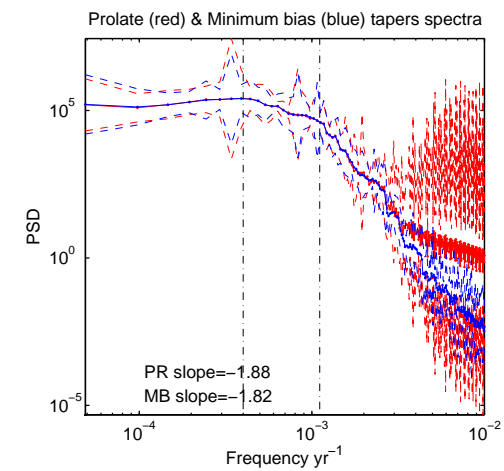 Prolate (red) & Minimum bias (blue) tapers spectra
PSD
10^5
10^0
10^−5
PR slope=−1.88
MB slope=−1.82
10^−4
10^−3
10^−2
Frequency yr^−1